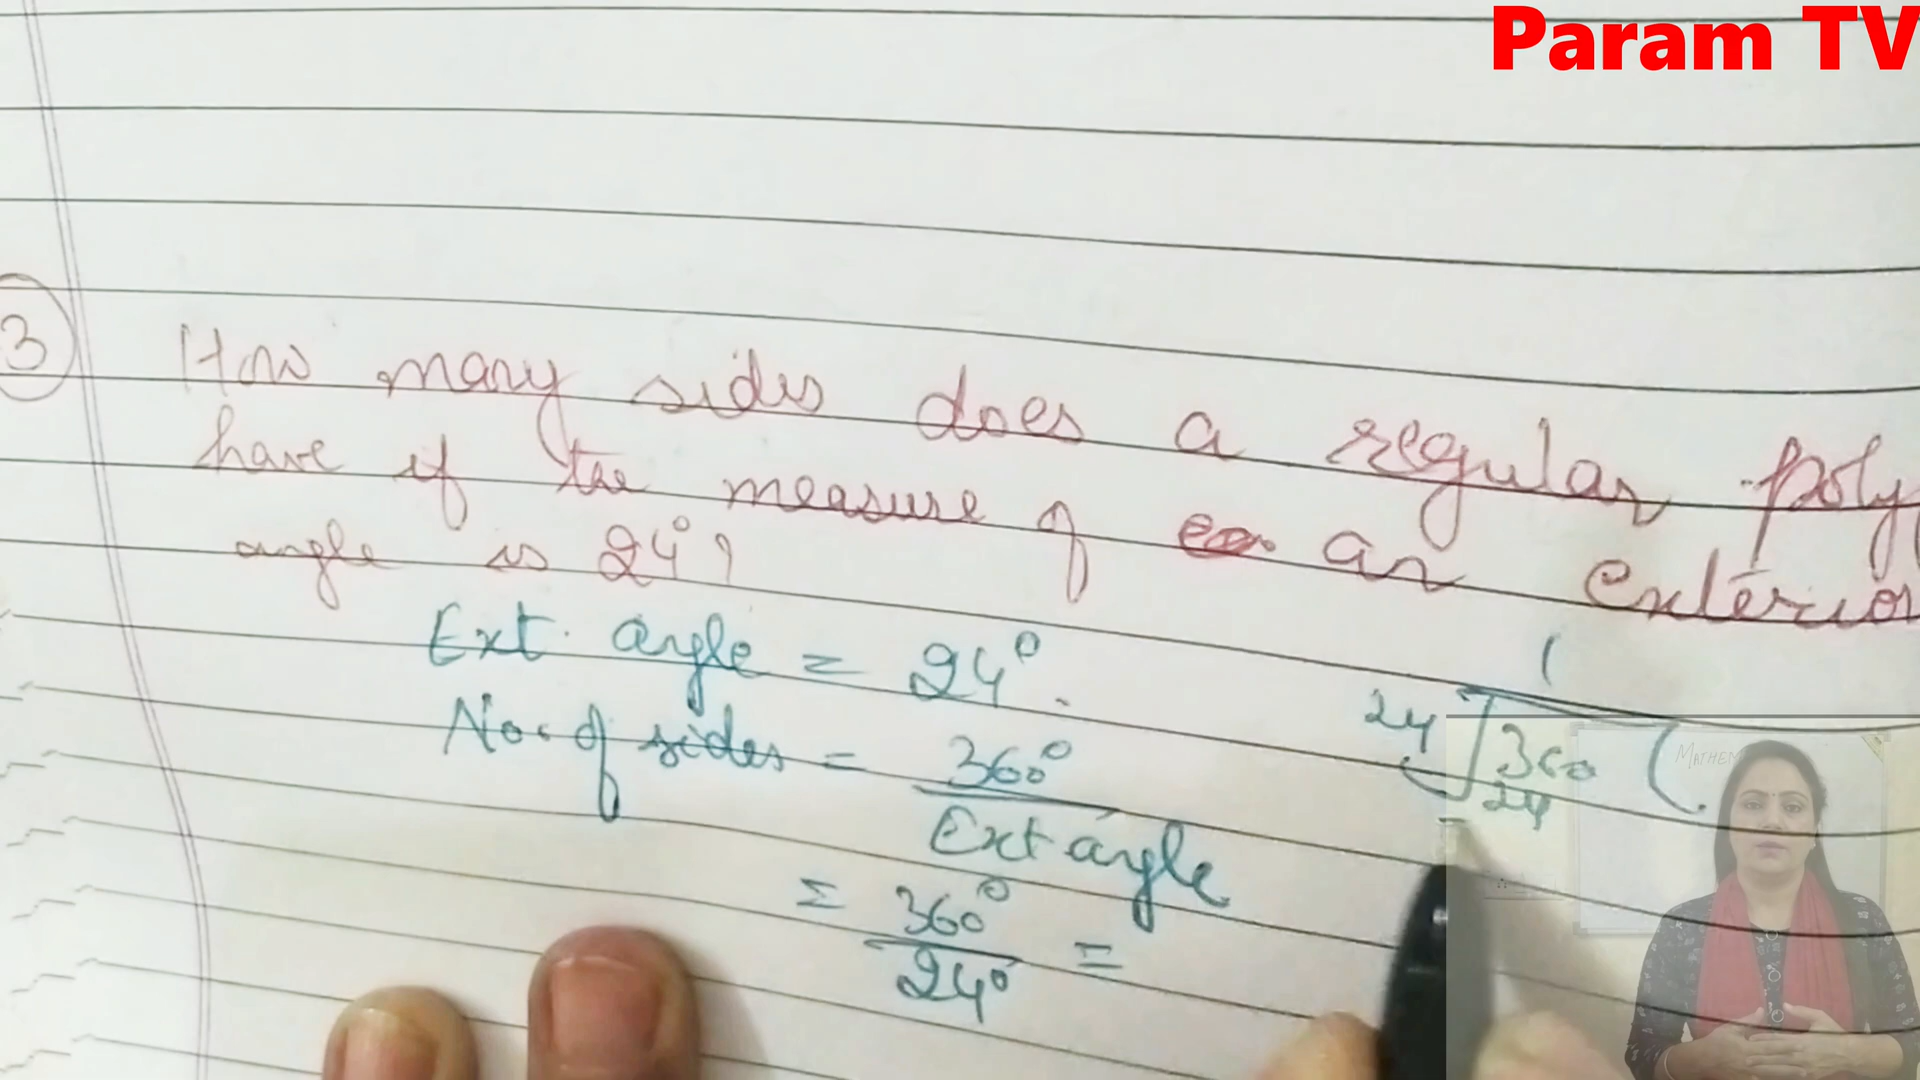 Param TV
3 How many sides does a regular poly
have if the measure of an exterior
angle is 24°?
Ext. angle = 24°.
No. of sides = 360°
Ext angle
= 360°
24° =
1
24 360 (
24
MATHEM